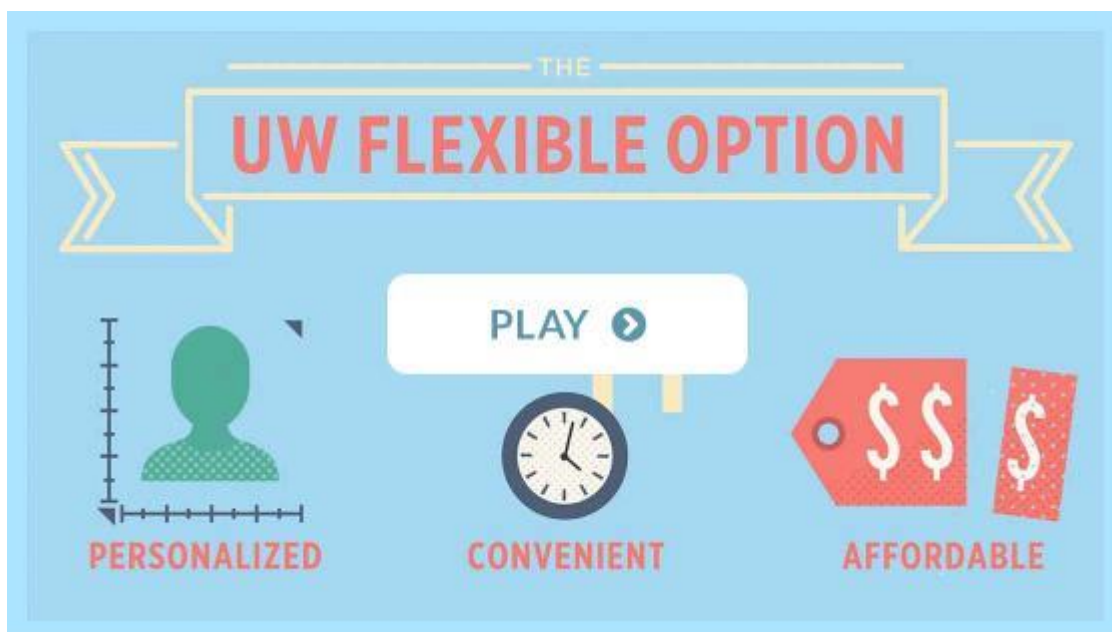 THE
UW FLEXIBLE OPTION
PLAY
$$ $
PERSONALIZED CONVENIENT AFFORDABLE